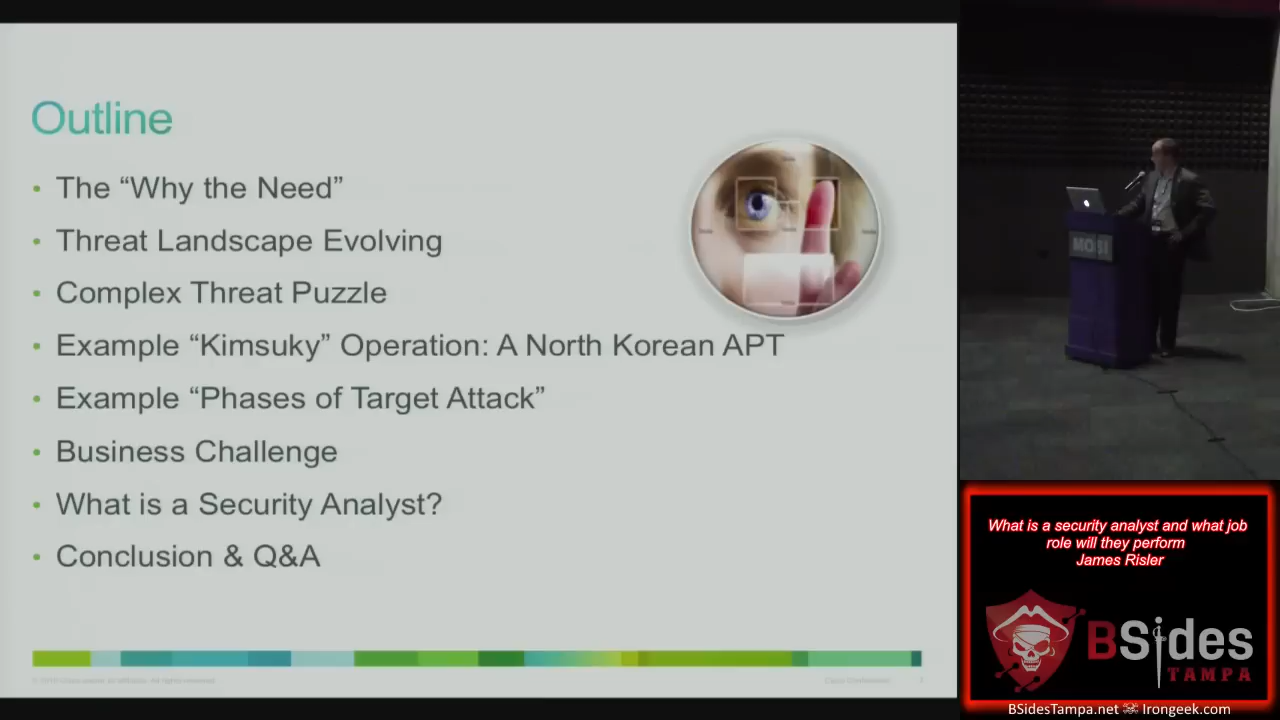 Outline
• The “Why the Need”
• Threat Landscape Evolving
• Complex Threat Puzzle
• Example “Kimsuky” Operation: A North Korean APT
• Example “Phases of Target Attack”
• Business Challenge
• What is a Security Analyst?
• Conclusion & Q&A
MOSI
What is a security analyst and what job
role will they perform
James Risler
BSides
TAMPA
BSidesTampa.net Irongeek.com